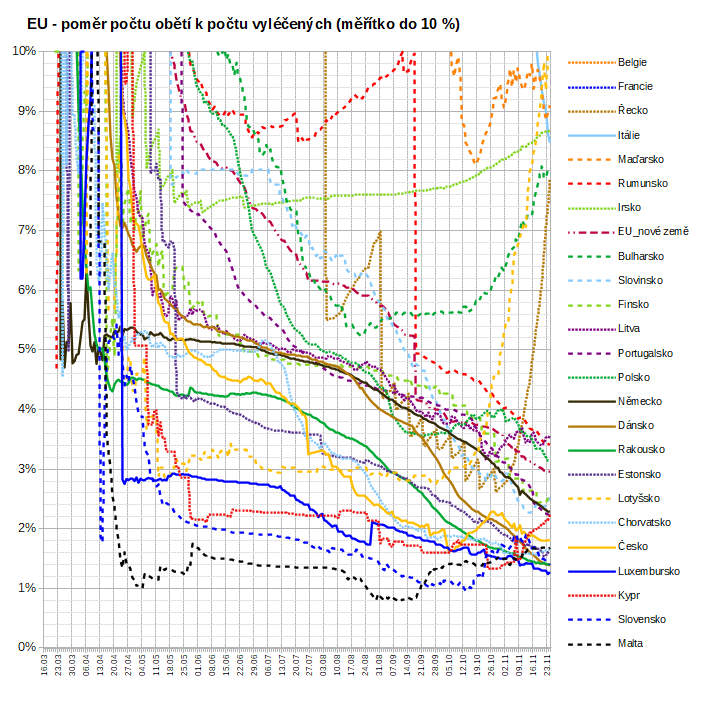 EU - poměr počtu obětí k počtu vyléčených (měřítko do 10 %)
10%
9%
8%
7%
6%
5%
4%
3%
2%
1%
0%
16.03
23.03
30.03
06.04
13.04
20.04
27.04
04.05
11.05
18.05
25.05
01.06
08.06
15.06
22.06
29.06
06.07
13.07
20.07
27.07
03.08
10.08
17.08
24.08
31.08
07.09
14.09
21.09
28.09
05.10
12.10
19.10
26.10
02.11
09.11
16.11
23.11
Belgie
Francie
Řecko
Itálie
Maďarsko
Rumunsko
Irsko
EU_nové země
Bulharsko
Slovinsko
Finsko
Litva
Portugalsko
Polsko
Německo
Dánsko
Rakousko
Estonsko
Lotyšsko
Chorvatsko
Česko
Luxembursko
Kypr
Slovensko
Malta